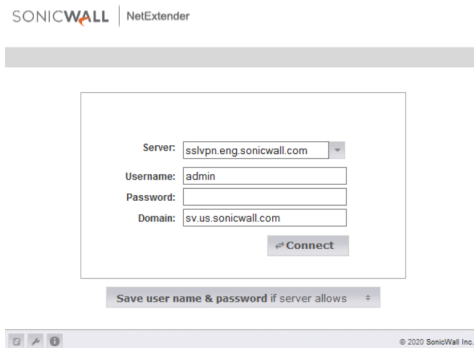 SONICWALL | NetExtender
Server: sslvpn.eng.sonicwall.com
Username: admin
Password:
Domain: sv.us.sonicwall.com
Connect
Save user name & password if server allows
© 2020 SonicWall Inc.